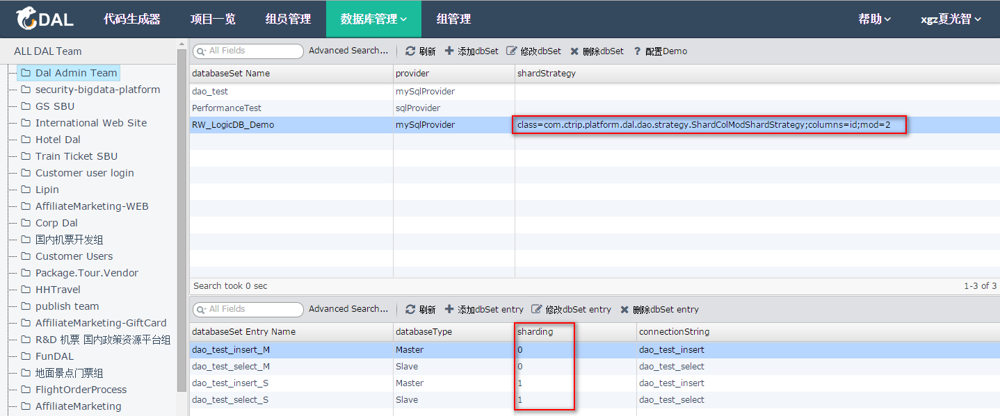 DAL 代码生成器 项目一览 组员管理 数据库管理 组管理 帮助 xgz夏光智
ALL DAL Team
Dal Admin Team
security-bigdata-platform
GS SBU
International Web Site
Hotel Dal
Train Ticket SBU
Customer user login
Lipin
AffiliateMarketing-WEB
Corp Dal
国内机票开发组
Customer Users
Package.Tour.Vendor
HHTravel
publish team
AffiliateMarketing-GiftCard
R&D 机票 国内政策资源平台组
FunDAL
地面景点门票组
FlightOrderProcess
AffiliateMarketing
All Fields Advanced Search... 刷新 添加dbSet 修改dbSet 删除dbSet ? 配置Demo
databaseSet Name provider shardStrategy
dao_test mySqlProvider
PerformanceTest sqlProvider
RW_LogicDB_Demo mySqlProvider class=com.ctrip.platform.dal.dao.strategy.ShardColModShardStrategy;columns=id;mod=2
Search took 0 sec 1-3 of 3
All Fields Advanced Search... 刷新 添加dbSet entry 修改dbSet entry 删除dbSet entry
databaseSet Entry Name databaseType sharding connectionString
dao_test_insert_M Master 0 dao_test_insert
dao_test_select_M Slave 0 dao_test_select
dao_test_insert_S Master 1 dao_test_insert
dao_test_select_S Slave 1 dao_test_select